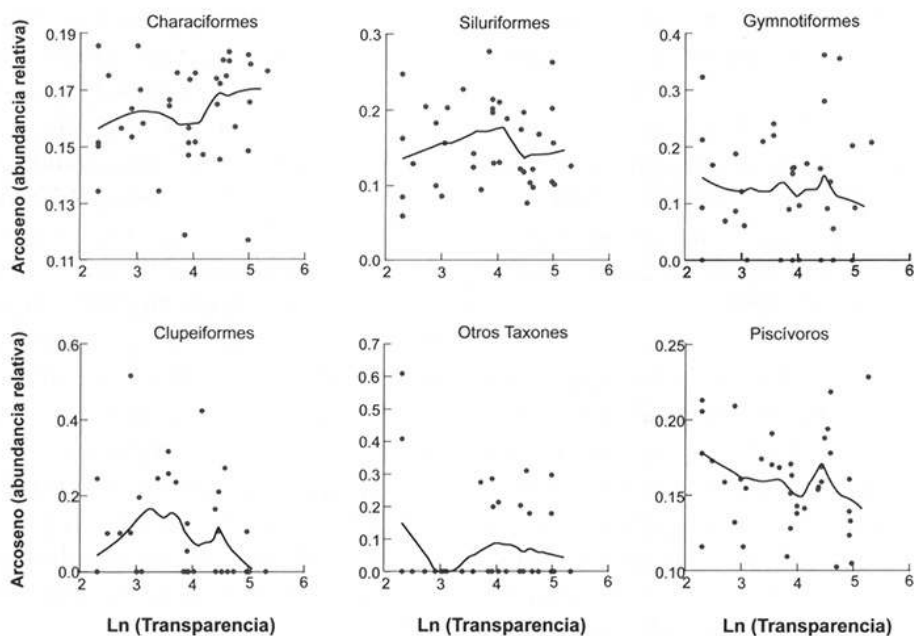 Characiformes
Siluriformes
Gymnotiformes
Arcoseno (abundancia relativa)
0.19
0.17
0.15
0.13
0.11
2 3 4 5 6
0.3
0.2
0.1
0.0
2 3 4 5 6
0.4
0.3
0.2
0.1
0.0
2 3 4 5 6
Clupeiformes
Otros Taxones
Piscívoros
Arcoseno (abundancia relativa)
0.6
0.4
0.2
0.0
2 3 4 5 6
0.7
0.6
0.5
0.4
0.3
0.2
0.1
0.0
2 3 4 5 6
0.25
0.20
0.15
0.10
2 3 4 5 6
Ln (Transparencia)
Ln (Transparencia)
Ln (Transparencia)